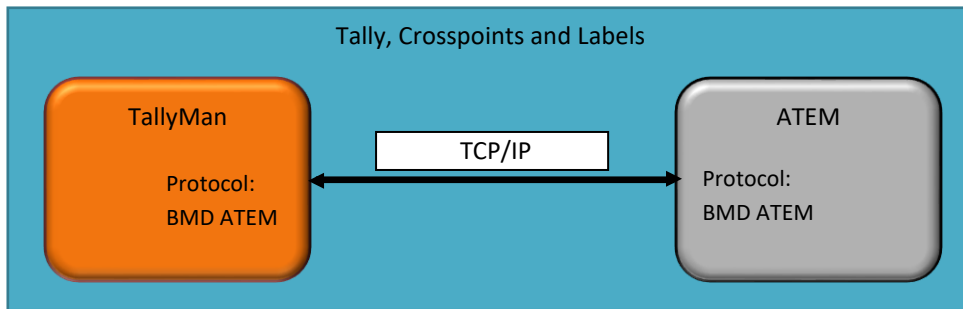 Tally, Crosspoints and Labels
TallyMan
ATEM
TCP/IP
Protocol:
BMD ATEM
Protocol:
BMD ATEM